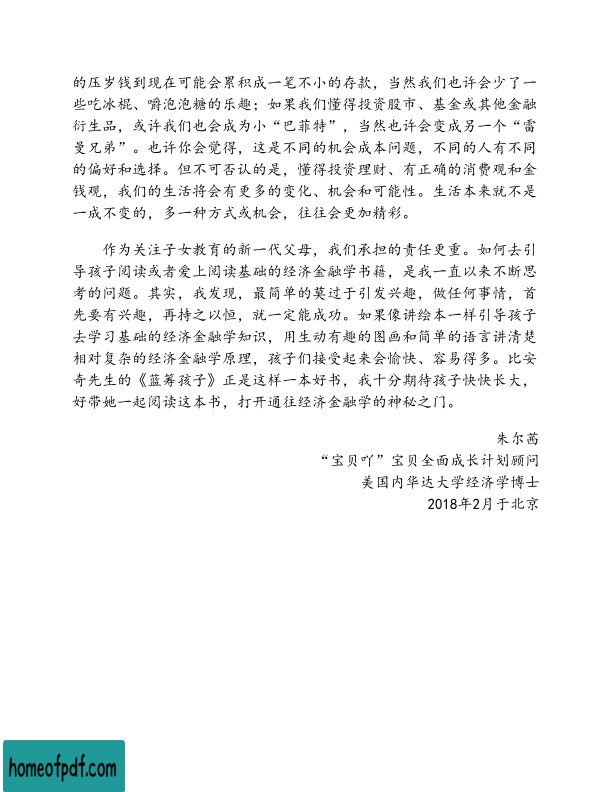 的压岁钱到现在可能会累积成一笔不小的存款，当然我们也许会少了一
些吃冰棍、嚼泡泡糖的乐趣；如果我们懂得投资股市、基金或其他金融
衍生品，或许我们也会成为小“巴菲特”，当然也许会变成另一个“雷
曼兄弟”。也许你会觉得，这是不同的机会成本问题，不同的人有不同
的偏好和选择。但不可否认的是，懂得投资理财、有正确的消费观和金
钱观，我们的生活将会有更多的变化、机会和可能性。生活本来就不是
一成不变的，多一种方式或机会，往往会更加精彩。
作为关注子女教育的新一代父母，我们承担的责任更重。如何去引
导孩子阅读或者爱上阅读基础的经济金融学书籍，是我一直以来不断思
考的问题。其实，我发现，最简单的莫过于引发兴趣，做任何事情，首
先要有兴趣，再持之以恒，就一定能成功。如果像讲绘本一样引导孩子
去学习基础的经济金融学知识，用生动有趣的图画和简单的语言讲清楚
相对复杂的经济金融学原理，孩子们接受起来会愉快、容易得多。比安
奇先生的《蓝筹孩子》正是这样一本好书，我十分期待孩子快快长大，
好带她一起阅读这本书，打开通往经济金融学的神秘之门。
朱尔茜
“宝贝吖”宝贝全面成长计划顾问
美国内华达大学经济学博士
2018年2月于北京
homeofpdf.com